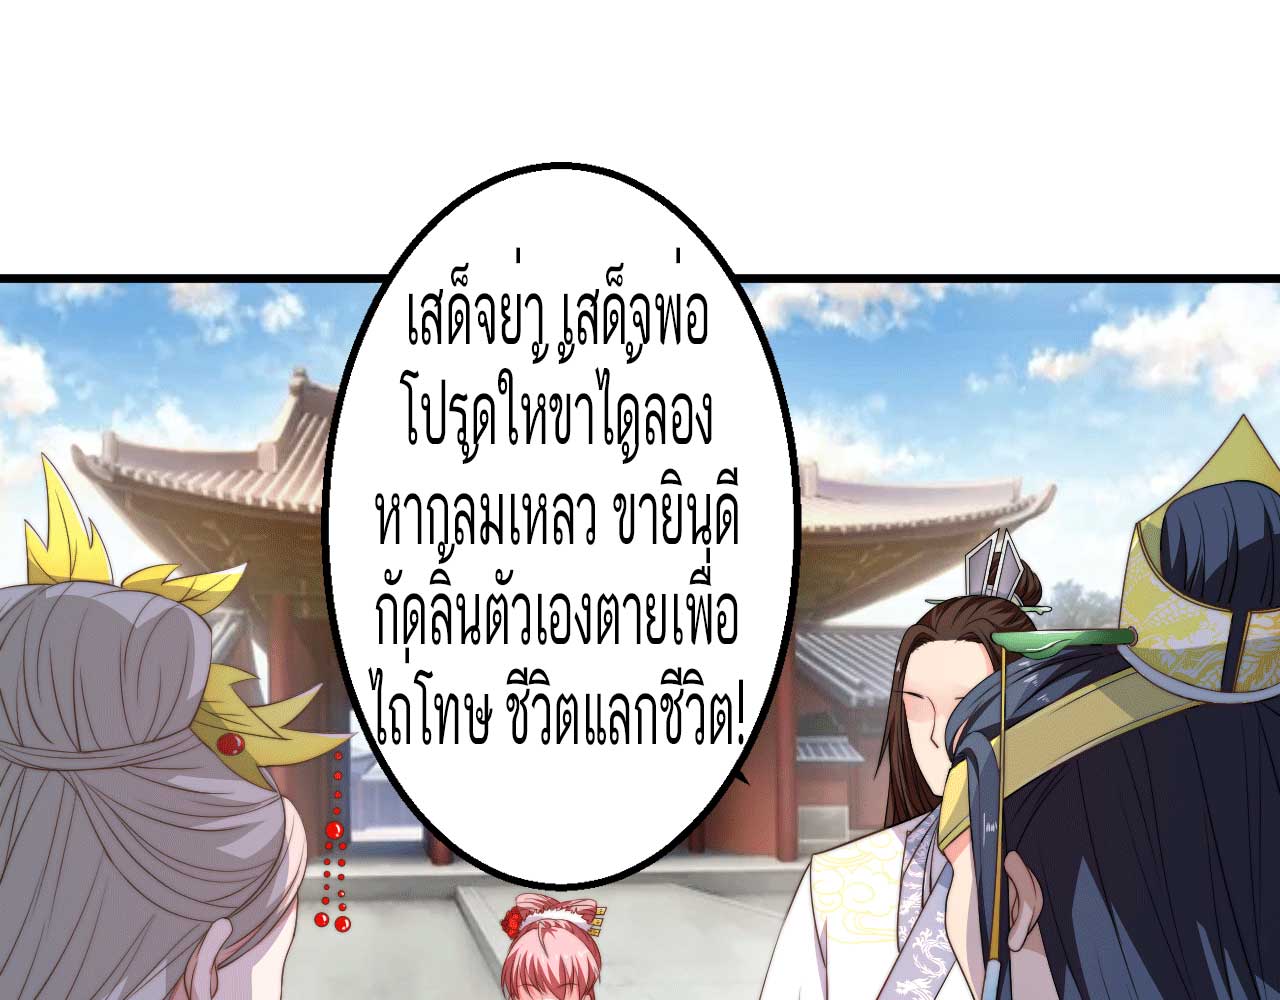 เสด็จย่า เสด็จพ่อ
โปรดให้ข้าได้ลอง
หากล้มเหลว ข้ายินดี
กัดลิ้นตัวเองตายเพื่อ
ไถ่โทษ ชีวิตแลกชีวิต!